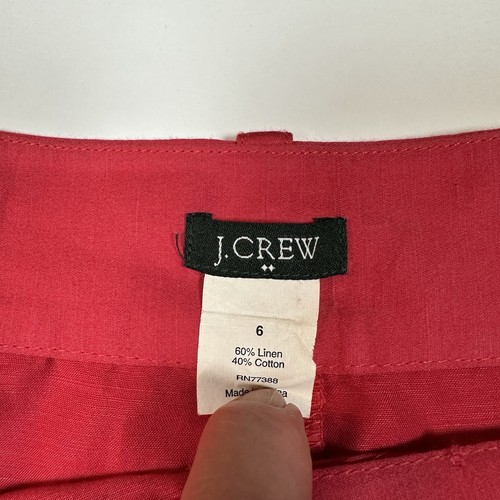 J.CREW
6
60% Linen
40% Cotton
RN77388
Made